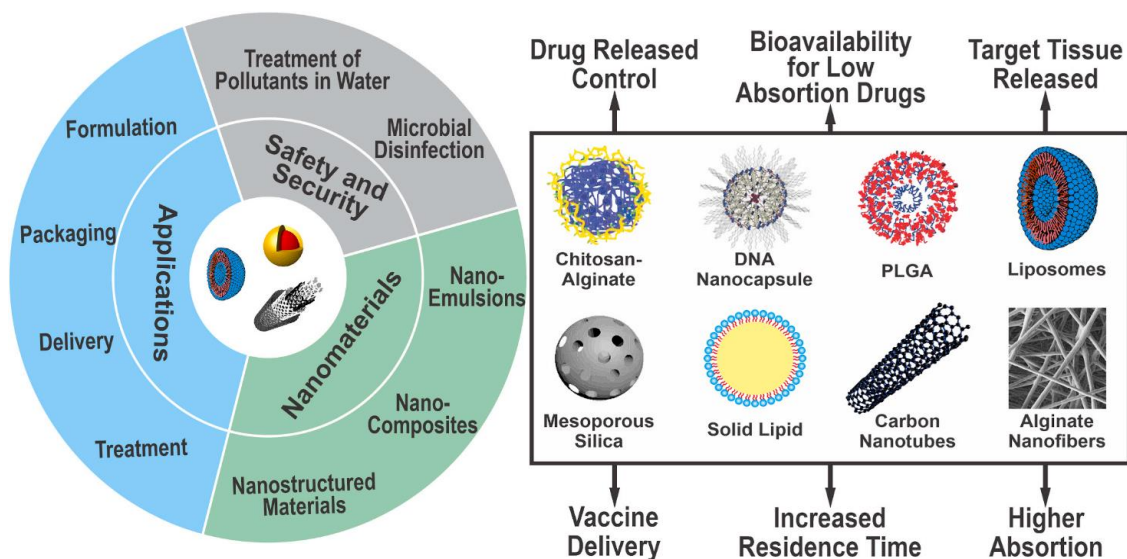 Treatment of
Pollutants in Water
Microbial
Disinfection
Safety and
Security
Formulation
Packaging
Delivery
Treatment
Applications
Nanomaterials
Nano-
Emulsions
Nano-
Composites
Nanostructured
Materials
Drug Released
Control
Bioavailability
for Low
Absortion Drugs
Target Tissue
Released
Chitosan-
Alginate
DNA
Nanocapsule
PLGA
Liposomes
Mesoporous
Silica
Solid Lipid
Carbon
Nanotubes
Alginate
Nanofibers
Vaccine
Delivery
Increased
Residence Time
Higher
Absortion